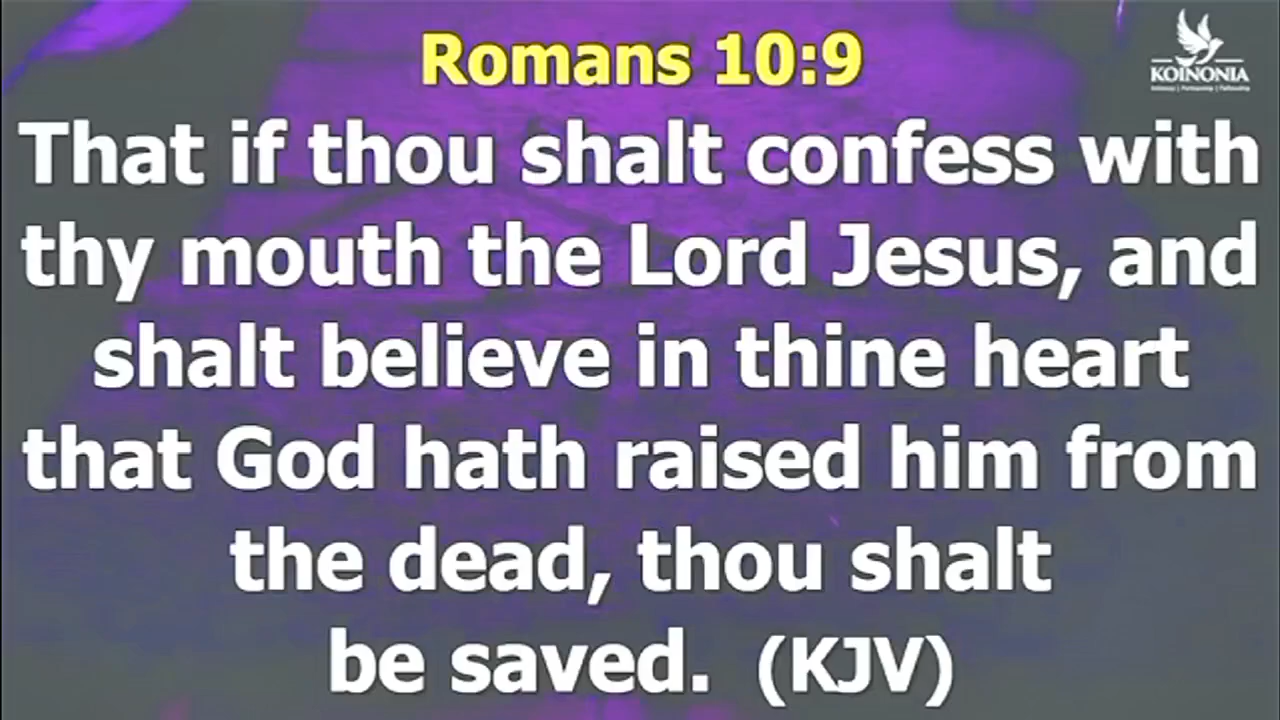 Romans 10:9
KOINONIA
That if thou shalt confess with
thy mouth the Lord Jesus, and
shalt believe in thine heart
that God hath raised him from
the dead, thou shalt
be saved. (KJV)